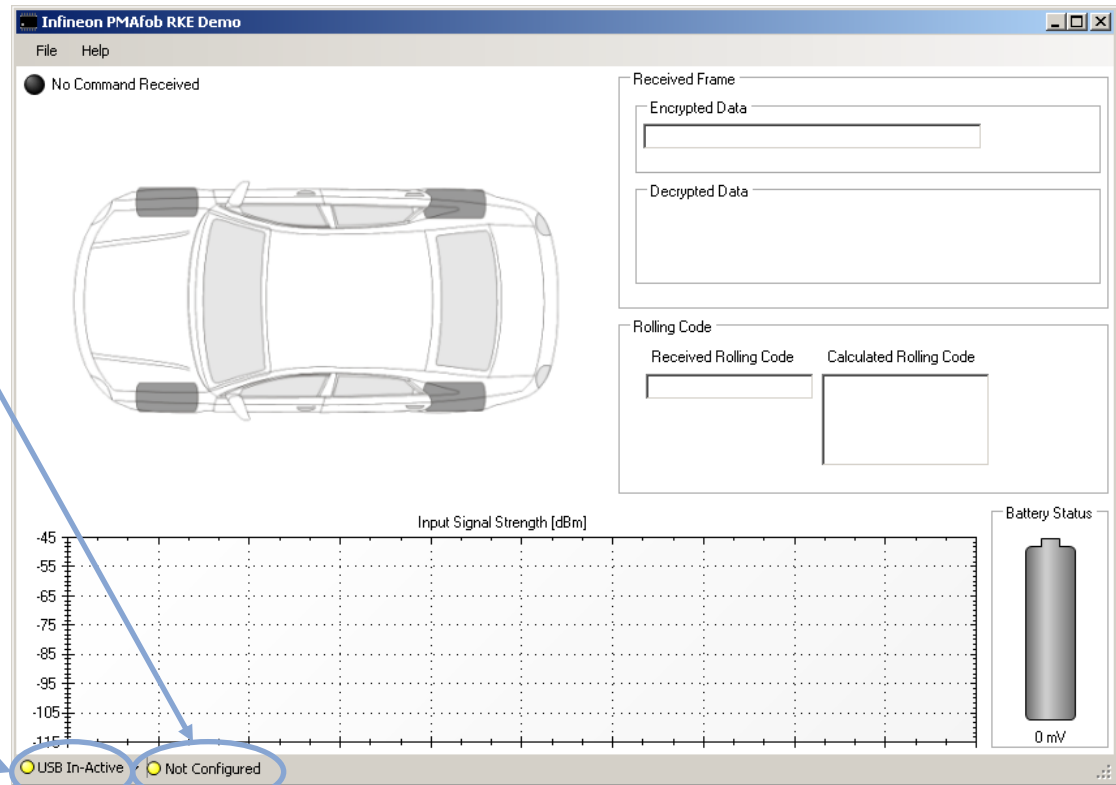 Infineon PMAfob RKE Demo
File Help
No Command Received
Received Frame
Encrypted Data
Decrypted Data
Rolling Code
Received Rolling Code Calculated Rolling Code
Input Signal Strength [dBm]
-45
-55
-65
-75
-85
-95
-105
-115
Battery Status
0 mV
USB In-Active Not Configured